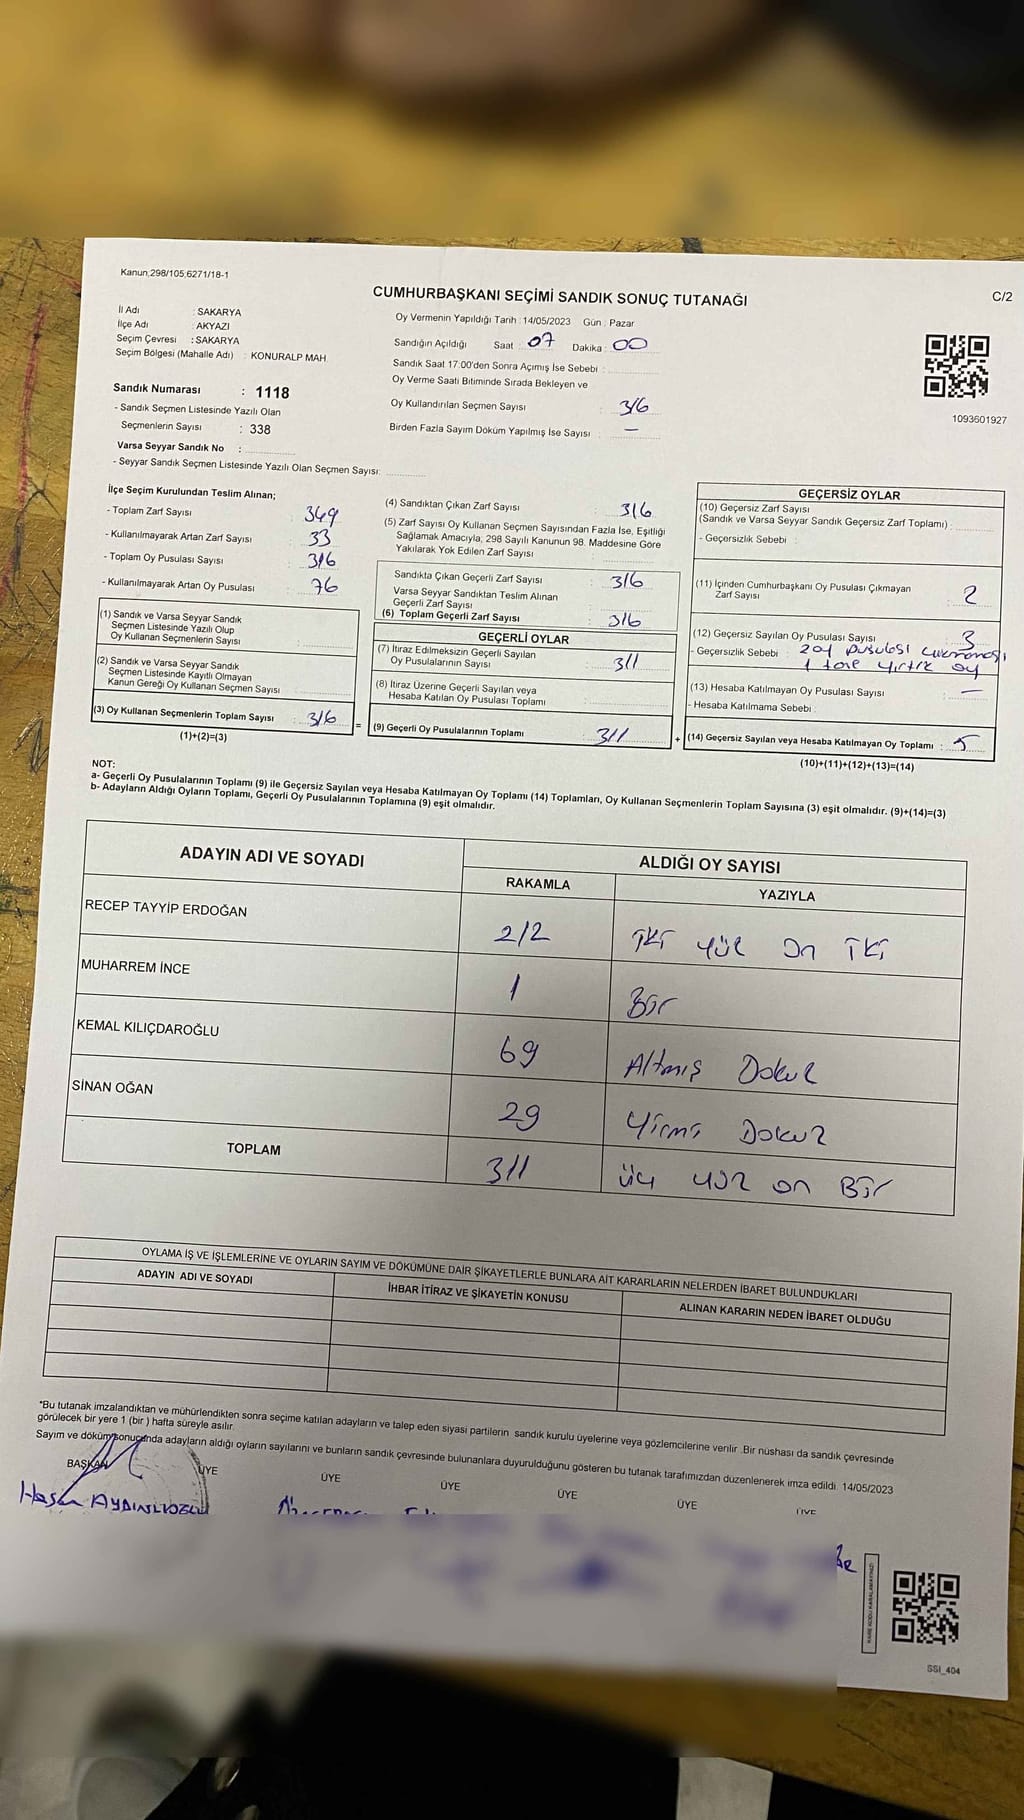 Kanun,298/105,6271/18-1
C/2
CUMHURBAŞKANI SEÇİMİ SANDIK SONUÇ TUTANAĞI
İl Adı : SAKARYA
İlçe Adı : AKYAZI
Seçim Çevresi : SAKARYA
Seçim Bölgesi (Mahalle Adı) : KONURALP MAH.
Oy Vermenin Yapıldığı Tarih : 14/05/2023 Gün : Pazar
Sandığın Açıldığı Saat : 07 Dakika : 00
Sandık Saat 17:00'den Sonra Açımış İse Sebebi :
Oy Verme Saati Bitiminde Sırada Bekleyen ve
Oy Kullandırılan Seçmen Sayısı : 316
Birden Fazla Sayım Döküm Yapılmış İse Sayısı : —
1093601927
Sandık Numarası : 1118
- Sandık Seçmen Listesinde Yazılı Olan
Seçmenlerin Sayısı : 338
Varsa Seyyar Sandık No :
- Seyyar Sandık Seçmen Listesinde Yazılı Olan Seçmen Sayısı:
İlçe Seçim Kurulundan Teslim Alınan;
- Toplam Zarf Sayısı : 349
- Kullanılmayarak Artan Zarf Sayısı : 33
- Toplam Oy Pusulası Sayısı : 316
- Kullanılmayarak Artan Oy Pusulası : 76
(1) Sandık ve Varsa Seyyar Sandık
Seçmen Listesinde Yazılı Olup
Oy Kullanan Seçmenlerin Sayısı :
(2) Sandık ve Varsa Seyyar Sandık
Seçmen Listesinde Kayıtlı Olmayan
Kanun Gereği Oy Kullanan Seçmen Sayısı :
(3) Oy Kullanan Seçmenlerin Toplam Sayısı : 316 =
(1)+(2)=(3)
(4) Sandıktan Çıkan Zarf Sayısı : 316
(5) Zarf Sayısı Oy Kullanan Seçmen Sayısından Fazla İse, Eşitliği
Sağlamak Amacıyla; 298 Sayılı Kanunun 98. Maddesine Göre
Yakılarak Yok Edilen Zarf Sayısı :
Sandıkta Çıkan Geçerli Zarf Sayısı : 316
Varsa Seyyar Sandıktan Teslim Alınan
Geçerli Zarf Sayısı :
(6) Toplam Geçerli Zarf Sayısı : 316
GEÇERLİ OYLAR
(7) İtiraz Edilmeksizin Geçerli Sayılan
Oy Pusulalarının Sayısı : 311
(8) İtiraz Üzerine Geçerli Sayılan veya
Hesaba Katılan Oy Pusulası Toplamı :
(9) Geçerli Oy Pusulalarının Toplamı : 311 +
GEÇERSİZ OYLAR
(10) Geçersiz Zarf Sayısı
(Sandık ve Varsa Seyyar Sandık Geçersiz Zarf Toplamı) :
- Geçersizlik Sebebi :
(11) İçinden Cumhurbaşkanı Oy Pusulası Çıkmayan
Zarf Sayısı : 2
(12) Geçersiz Sayılan Oy Pusulası Sayısı : 3
- Geçersizlik Sebebi : 2 oy pusulası çıkmaması
1 tane yırtık oy
(13) Hesaba Katılmayan Oy Pusulası Sayısı : —
- Hesaba Katılmama Sebebi :
(14) Geçersiz Sayılan veya Hesaba Katılmayan Oy Toplamı : 5
(10)+(11)+(12)+(13)=(14)
NOT:
a- Geçerli Oy Pusulalarının Toplamı (9) ile Geçersiz Sayılan veya Hesaba Katılmayan Oy Toplamı (14) Toplamları, Oy Kullanan Seçmenlerin Toplam Sayısına (3) eşit olmalıdır. (9)+(14)=(3)
b- Adayların Aldığı Oyların Toplamı, Geçerli Oy Pusulalarının Toplamına (9) eşit olmalıdır.
ADAYIN ADI VE SOYADI ALDIĞI OY SAYISI
RAKAMLA YAZIYLA
RECEP TAYYİP ERDOĞAN 212 İki Yüz On İki
MUHARREM İNCE 1 Bir
KEMAL KILIÇDAROĞLU 69 Altmış Dokuz
SİNAN OĞAN 29 Yirmi Dokuz
TOPLAM 311 üç yüz on Bir
OYLAMA İŞ VE İŞLEMLERİNE VE OYLARIN SAYIM VE DÖKÜMÜNE DAİR ŞİKAYETLERLE BUNLARA AİT KARARLARIN NELERDEN İBARET BULUNDUKLARI
ADAYIN ADI VE SOYADI İHBAR İTİRAZ VE ŞİKAYETİN KONUSU ALINAN KARARIN NEDEN İBARET OLDUĞU
*Bu tutanak imzalandıktan ve mühürlendikten sonra seçime katılan adayların ve talep eden siyasi partilerin sandık kurulu üyelerine veya gözlemcilerine verilir .Bir nüshası da sandık çevresinde
görülecek bir yere 1 (bir ) hafta süreyle asılır.
Sayım ve döküm sonucunda adayların aldığı oyların sayılarını ve bunların sandık çevresinde bulunanlara duyurulduğunu gösteren bu tutanak tarafımızdan düzenlenerek imza edildi. 14/05/2023
BAŞKAN ÜYE ÜYE ÜYE ÜYE ÜYE ÜYE
Hasan AYDINLIOĞLU
SSI_404